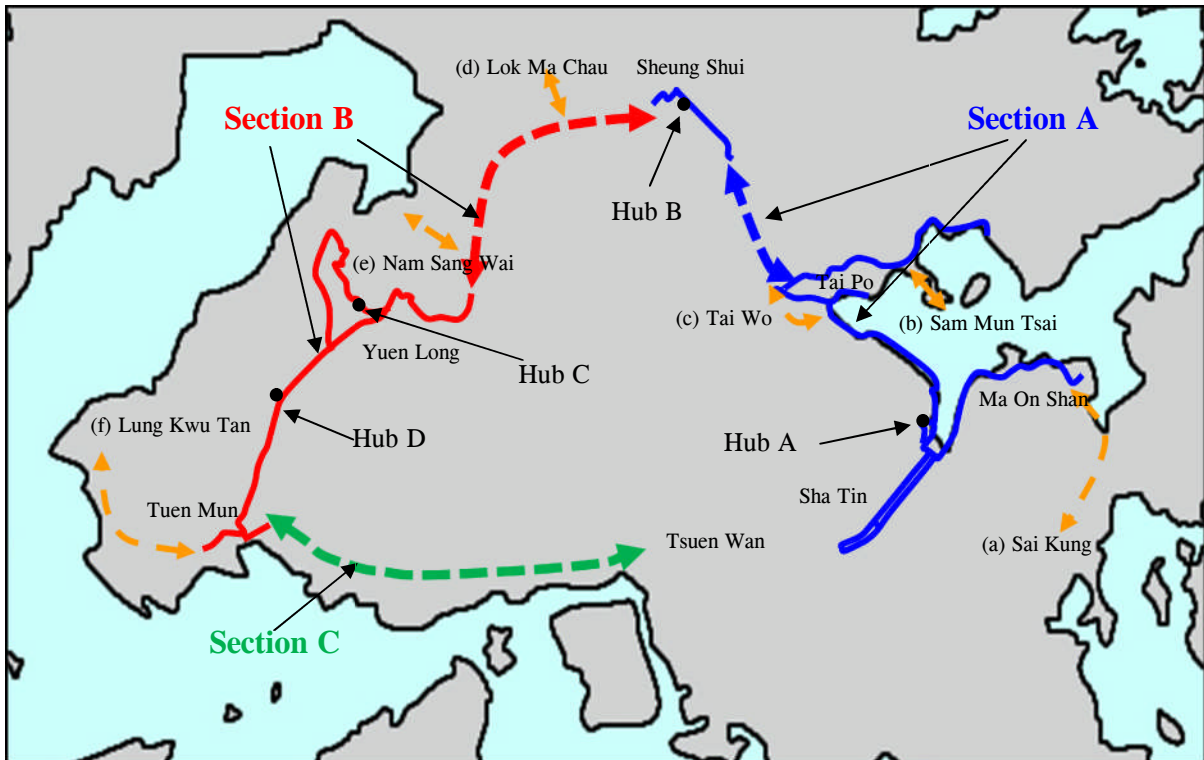 (d) Lok Ma Chau
Sheung Shui
Section B
Section A
Hub B
(e) Nam Sang Wai
Tai Po
(c) Tai Wo
(b) Sam Mun Tsai
Yuen Long
Hub C
Ma On Shan
(f) Lung Kwu Tan
Hub D
Hub A
Sha Tin
Tuen Mun
Tsuen Wan
(a) Sai Kung
Section C